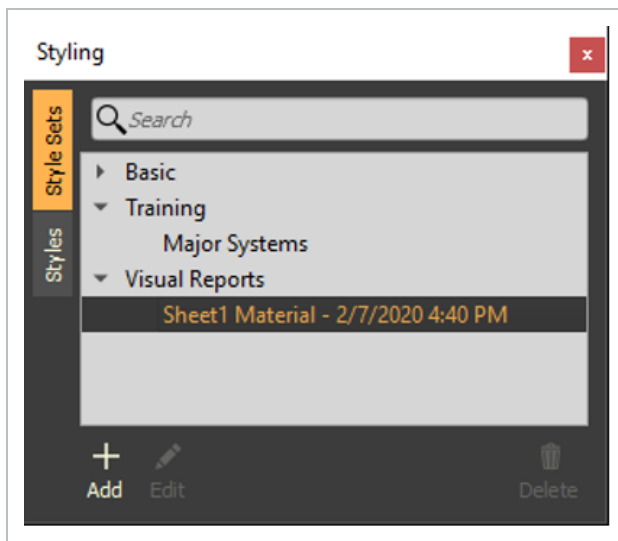 Styling
x
Style Sets
Styles
Search
Basic
Training
Major Systems
Visual Reports
Sheet1 Material - 2/7/2020 4:40 PM
Add Edit Delete